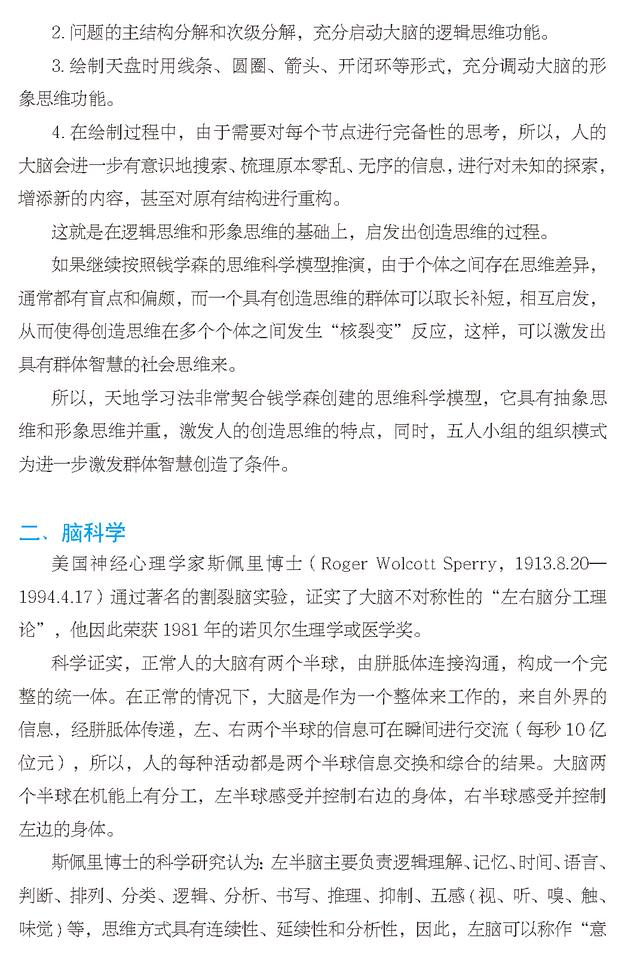 2. 问题的主结构分解和次级分解，充分启动大脑的逻辑思维功能。
3. 绘制天盘时用线条、圆圈、箭头、开闭环等形式，充分调动大脑的形
象思维功能。
4. 在绘制过程中，由于需要对每个节点进行完备性的思考，所以，人的
大脑会进一步有意识地搜索、梳理原本零乱、无序的信息，进行对未知的探索，
增添新的内容，甚至对原有结构进行重构。
这就是在逻辑思维和形象思维的基础上，启发出创造思维的过程。
如果继续按照钱学森的思维科学模型推演，由于个体之间存在思维差异，
通常都有盲点和偏颇，而一个具有创造思维的群体可以取长补短，相互启发，
从而使得创造思维在多个个体之间发生“核裂变”反应，这样，可以激发出
具有群体智慧的社会思维来。
所以，天地学习法非常契合钱学森创建的思维科学模型，它具有抽象思
维和形象思维并重，激发人的创造思维的特点，同时，五人小组的组织模式
为进一步激发群体智慧创造了条件。
二、脑科学
美国神经心理学家斯佩里博士（Roger Wolcott Sperry，1913.8.20—
1994.4.17）通过著名的割裂脑实验，证实了大脑不对称性的“左右脑分工理
论”，他因此荣获 1981 年的诺贝尔生理学或医学奖。
科学证实，正常人的大脑有两个半球，由胼胝体连接沟通，构成一个完
整的统一体。在正常的情况下，大脑是作为一个整体来工作的，来自外界的
信息，经胼胝体传递，左、右两个半球的信息可在瞬间进行交流（每秒 10 亿
位元），所以，人的每种活动都是两个半球信息交换和综合的结果。大脑两
个半球在机能上有分工，左半球感受并控制右边的身体，右半球感受并控制
左边的身体。
斯佩里博士的科学研究认为：左半脑主要负责逻辑理解、记忆、时间、语言、
判断、排列、分类、逻辑、分析、书写、推理、抑制、五感（视、听、嗅、触、
味觉）等，思维方式具有连续性、延续性和分析性，因此，左脑可以称作“意